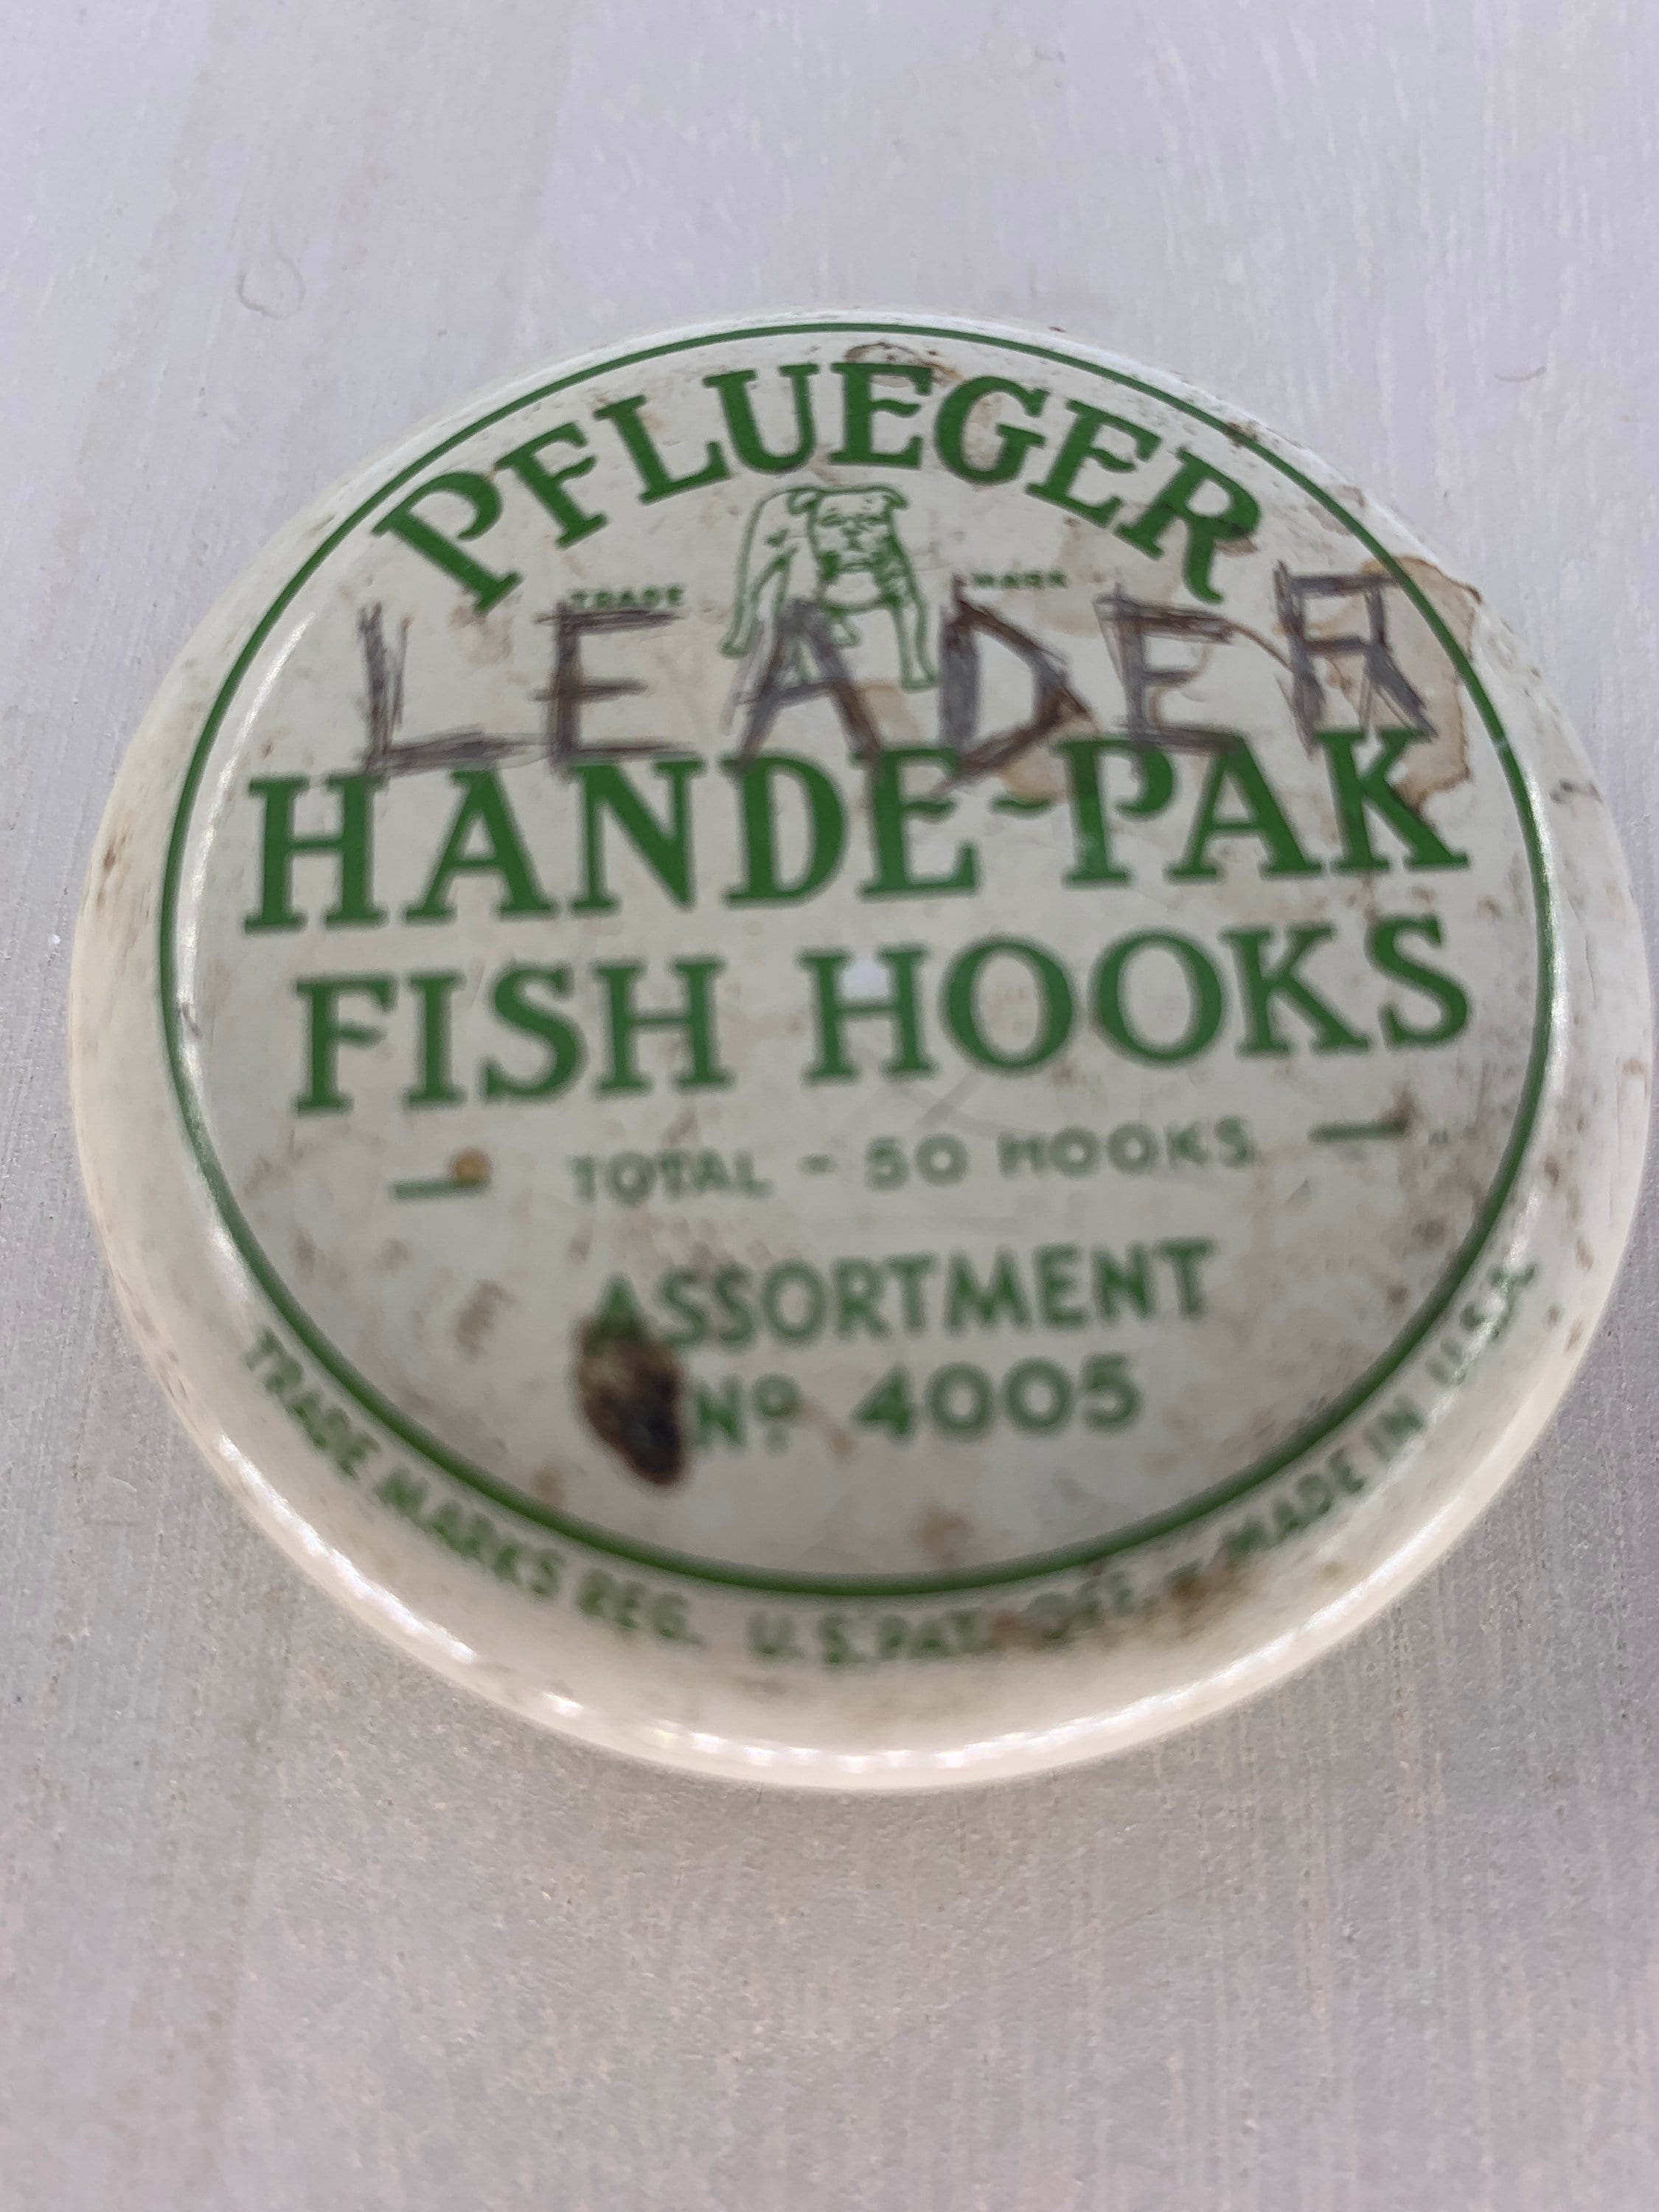 PFLUEGER
TRADE MARK
LEADER
HANDE-PAK
FISH HOOKS
TOTAL - 50 HOOKS
ASSORTMENT
Nº 4005
TRADE MARKS REG. U.S. PAT. OFF. - MADE IN U.S.A.